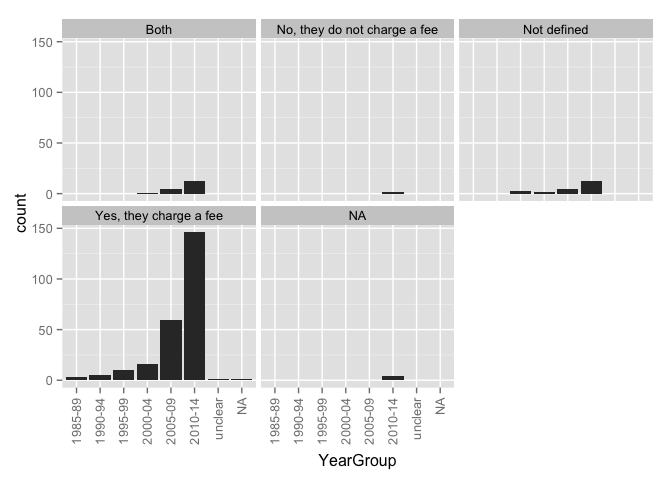 Both
No, they do not charge a fee
Not defined
150
100
50
0
count
Yes, they charge a fee
NA
150
100
50
0
1985-89
1990-94
1995-99
2000-04
2005-09
2010-14
unclear
NA
1985-89
1990-94
1995-99
2000-04
2005-09
2010-14
unclear
NA
YearGroup